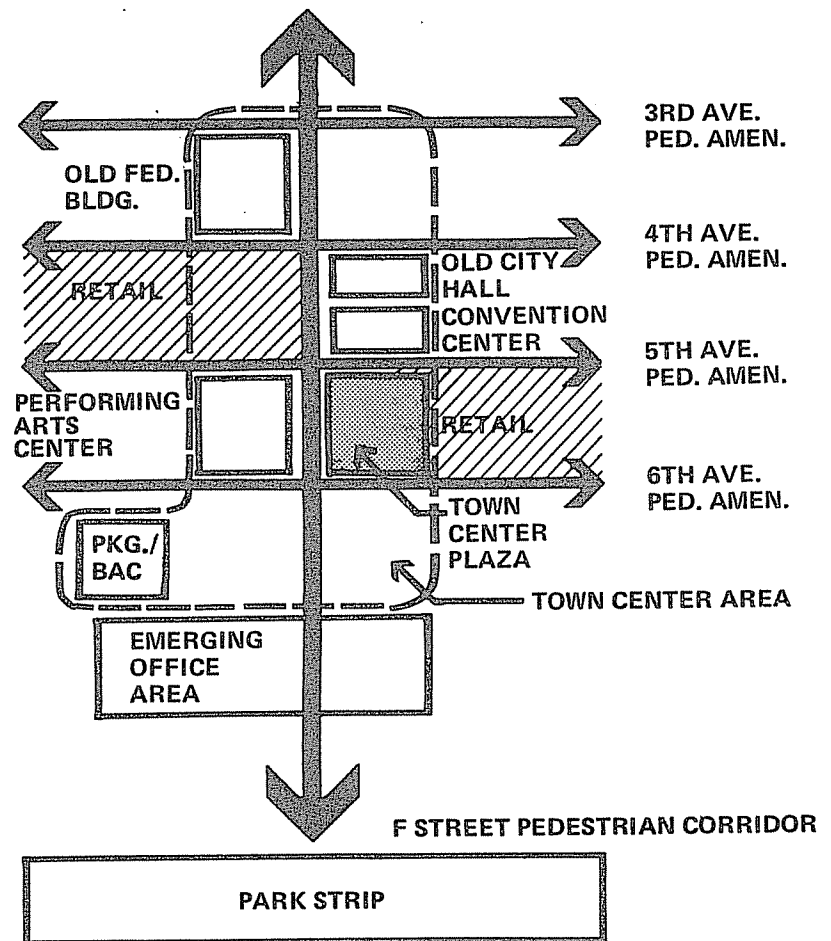 3RD AVE.
PED. AMEN.
OLD FED.
BLDG.
4TH AVE.
PED. AMEN.
RETAIL
OLD CITY
HALL
CONVENTION
CENTER
5TH AVE.
PED. AMEN.
PERFORMING
ARTS
CENTER
RETAIL
6TH AVE.
PED. AMEN.
TOWN
CENTER
PLAZA
PKG./
BAC
TOWN CENTER AREA
EMERGING
OFFICE
AREA
F STREET PEDESTRIAN CORRIDOR
PARK STRIP